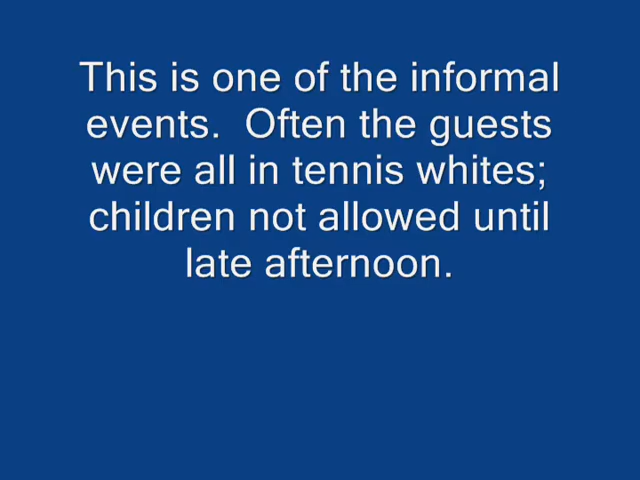 This is one of the informal
events.  Often the guests
were all in tennis whites;
children not allowed until
late afternoon.